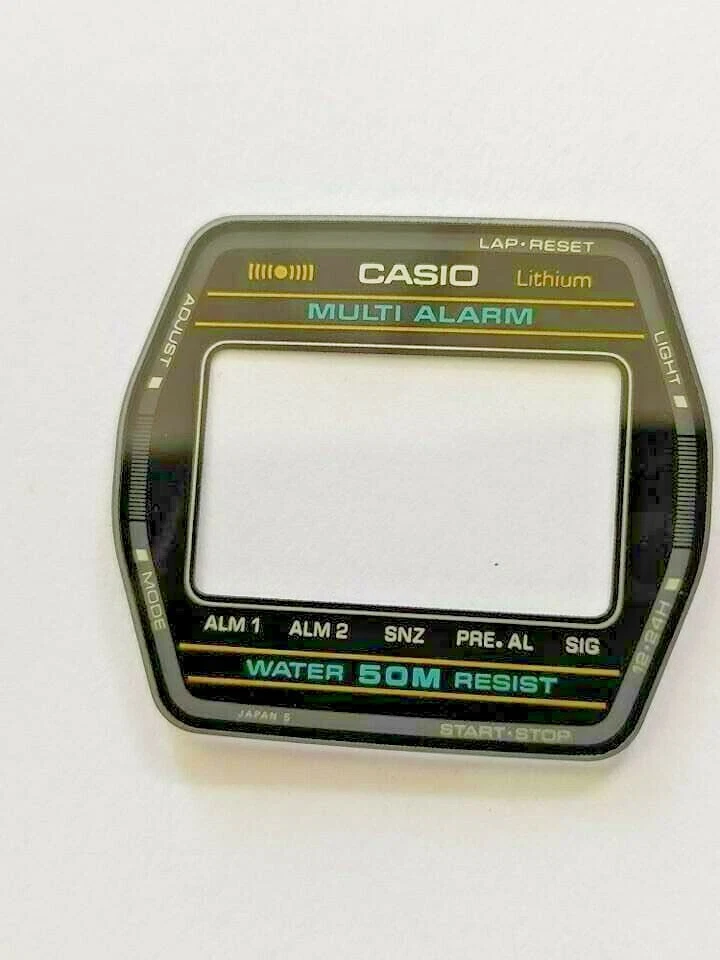 LAP•RESET
CASIO Lithium
MULTI ALARM
ADJUST
LIGHT
MODE
12•24H
ALM 1 ALM 2 SNZ PRE.AL SIG
WATER 50M RESIST
JAPAN S
START•STOP